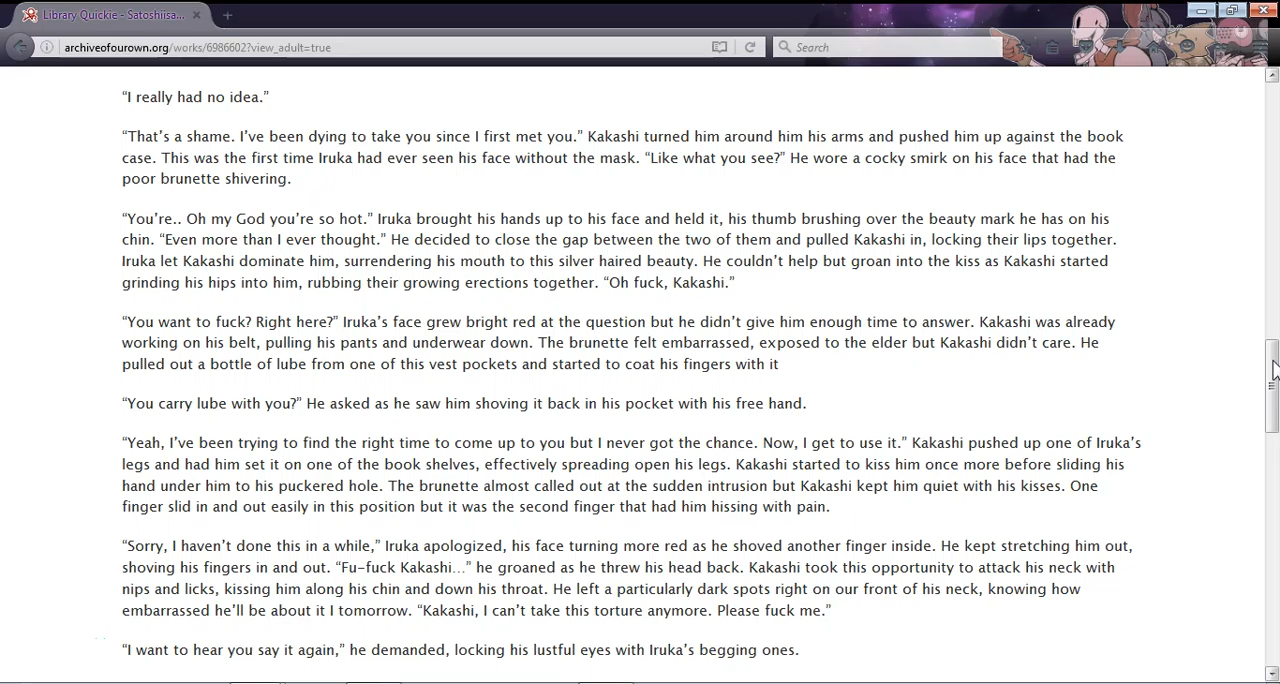 Library Quickie - Satoshiisa...
archiveofourown.org/works/6986602?view_adult=true
Search
“I really had no idea.”
“That’s a shame. I’ve been dying to take you since I first met you.” Kakashi turned him around him his arms and pushed him up against the book
case. This was the first time Iruka had ever seen his face without the mask. “Like what you see?” He wore a cocky smirk on his face that had the
poor brunette shivering.
“You’re.. Oh my God you’re so hot.” Iruka brought his hands up to his face and held it, his thumb brushing over the beauty mark he has on his
chin. “Even more than I ever thought.” He decided to close the gap between the two of them and pulled Kakashi in, locking their lips together.
Iruka let Kakashi dominate him, surrendering his mouth to this silver haired beauty. He couldn’t help but groan into the kiss as Kakashi started
grinding his hips into him, rubbing their growing erections together. “Oh fuck, Kakashi.”
“You want to fuck? Right here?” Iruka’s face grew bright red at the question but he didn’t give him enough time to answer. Kakashi was already
working on his belt, pulling his pants and underwear down. The brunette felt embarrassed, exposed to the elder but Kakashi didn’t care. He
pulled out a bottle of lube from one of this vest pockets and started to coat his fingers with it
“You carry lube with you?” He asked as he saw him shoving it back in his pocket with his free hand.
“Yeah, I’ve been trying to find the right time to come up to you but I never got the chance. Now, I get to use it.” Kakashi pushed up one of Iruka’s
legs and had him set it on one of the book shelves, effectively spreading open his legs. Kakashi started to kiss him once more before sliding his
hand under him to his puckered hole. The brunette almost called out at the sudden intrusion but Kakashi kept him quiet with his kisses. One
finger slid in and out easily in this position but it was the second finger that had him hissing with pain.
“Sorry, I haven’t done this in a while,” Iruka apologized, his face turning more red as he shoved another finger inside. He kept stretching him out,
shoving his fingers in and out. “Fu-fuck Kakashi…” he groaned as he threw his head back. Kakashi took this opportunity to attack his neck with
nips and licks, kissing him along his chin and down his throat. He left a particularly dark spots right on our front of his neck, knowing how
embarrassed he’ll be about it I tomorrow. “Kakashi, I can’t take this torture anymore. Please fuck me.”
“I want to hear you say it again,” he demanded, locking his lustful eyes with Iruka’s begging ones.